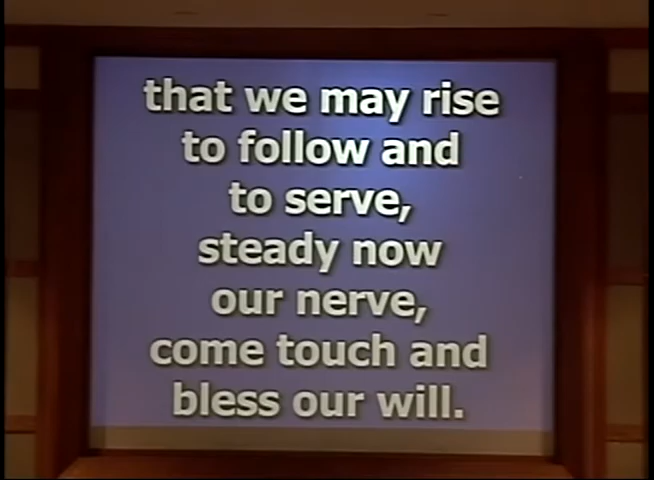 that we may rise
to follow and
to serve,
steady now
our nerve,
come touch and
bless our will.